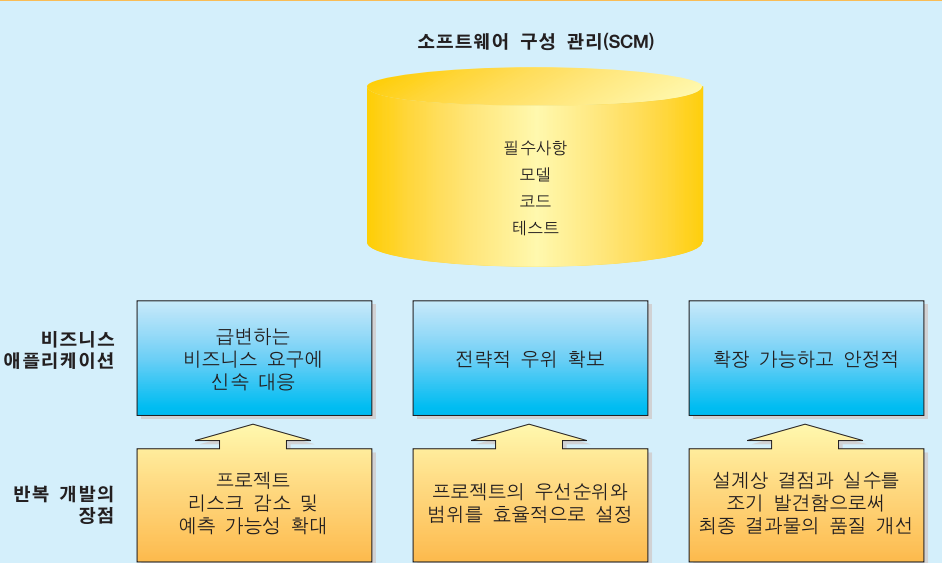 소프트웨어 구성 관리(SCM)
필수사항
모델
코드
테스트
비즈니스
애플리케이션
급변하는
비즈니스 요구에
신속 대응
전략적 우위 확보
확장 가능하고 안정적
반복 개발의
장점
프로젝트
리스크 감소 및
예측 가능성 확대
프로젝트의 우선순위와
범위를 효율적으로 설정
설계상 결점과 실수를
조기 발견함으로써
최종 결과물의 품질 개선